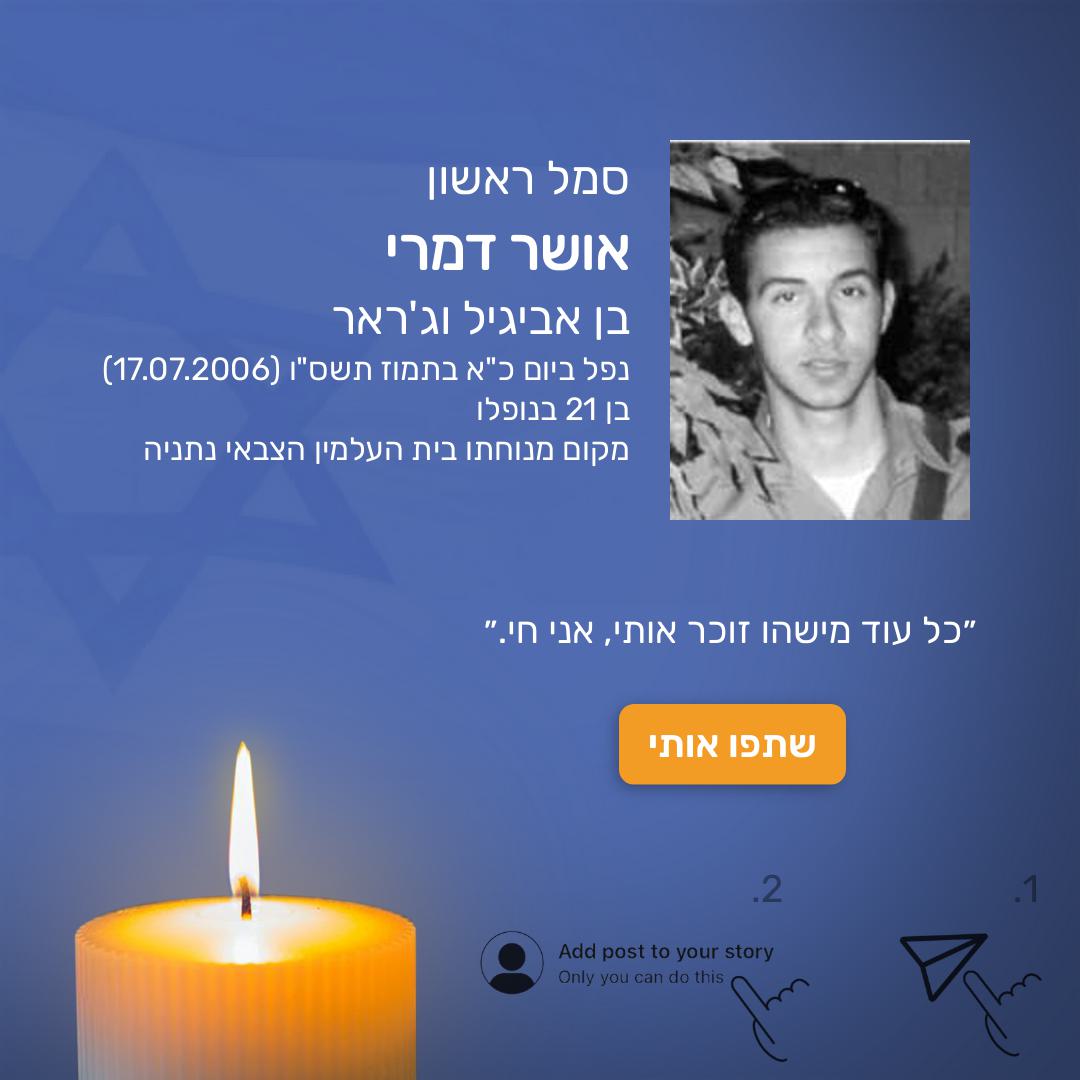 סמל ראשון
אושר דמרי
בן אביגיל וג'ראר
נפל ביום כ"א בתמוז תשס"ו (17.07.2006)
בן 21 בנופלו
מקום מנוחתו בית העלמין הצבאי נתניה
״כל עוד מישהו זוכר אותי, אני חי.״
שתפו אותי
.1
.2
Add post to your story
Only you can do this